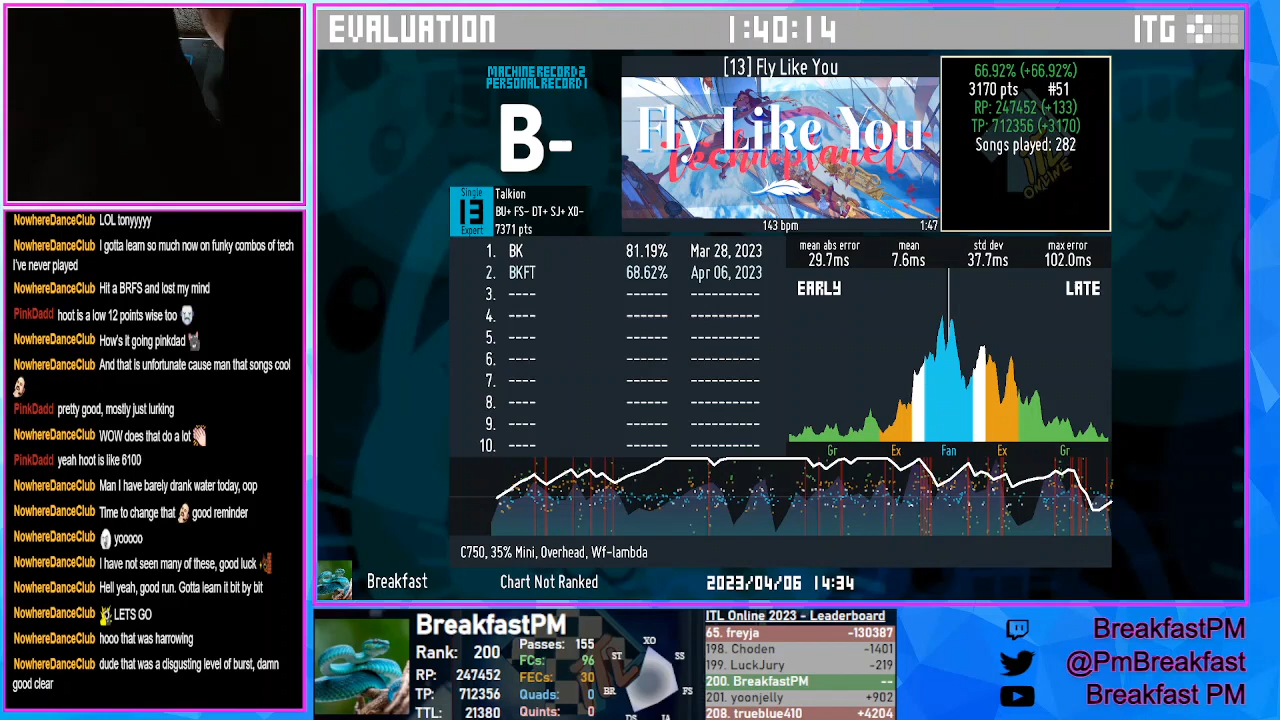 EVALUATION
1:40:14
ITG
NowhereDanceClub LOL tonyyyyy
NowhereDanceClub I gotta learn so much now on funky combos of tech
I've never played
NowhereDanceClub Hit a BRFS and lost my mind
PinkDadd hoot is a low 12 points wise too
NowhereDanceClub How's it going pinkdad
NowhereDanceClub And that is unfortunate cause man that songs cool
PinkDadd pretty good, mostly just lurking
NowhereDanceClub WOW does that do a lot
PinkDadd yeah hoot is like 6100
NowhereDanceClub Man I have barely drank water today, oop
NowhereDanceClub Time to change that good reminder
NowhereDanceClub yooooo
NowhereDanceClub I have not seen many of these, good luck
NowhereDanceClub Hell yeah, good run. Gotta learn it bit by bit
NowhereDanceClub LETS GO
NowhereDanceClub hooo that was harrowing
NowhereDanceClub dude that was a disgusting level of burst, damn
good clear
MACHINE RECORD 2
PERSONAL RECORD 1
B-
[13] Fly Like You
Fly Like You
technoplanet
143 bpm
1:47
66.92% (+66.92%)
3170 pts #51
RP: 247452 (+133)
TP: 712356 (+3170)
Songs played: 282
ITL
ONLINE
Single
13
Expert
Talkion
BU+ FS- DT+ SJ+ XO-
7371 pts
1. BK 81.19% Mar 28, 2023
2. BKFT 68.62% Apr 06, 2023
3. ---- ------ ------------
4. ---- ------ ------------
5. ---- ------ ------------
6. ---- ------ ------------
7. ---- ------ ------------
8. ---- ------ ------------
9. ---- ------ ------------
10. ---- ------ ------------
mean abs error
29.7ms
mean
7.6ms
std dev
37.7ms
max error
102.0ms
EARLY
LATE
Gr Ex Fan Ex Gr
C750, 35% Mini, Overhead, Wf-lambda
Breakfast
Chart Not Ranked
2023/04/06 14:34
BreakfastPM
Rank: 200
RP: 247452
TP: 712356
TTL: 21380
Passes: 155
FCs: 96
FECs: 30
Quads: 0
Quints: 0
XO
ST
SS
BR
FS
DS
JA
ITL Online 2023 - Leaderboard
65. freyja -130387
198. Choden -1401
199. LuckJury -219
200. BreakfastPM --
201. yoonjelly +902
208. trueblue410 +4204
BreakfastPM
@PmBreakfast
Breakfast PM